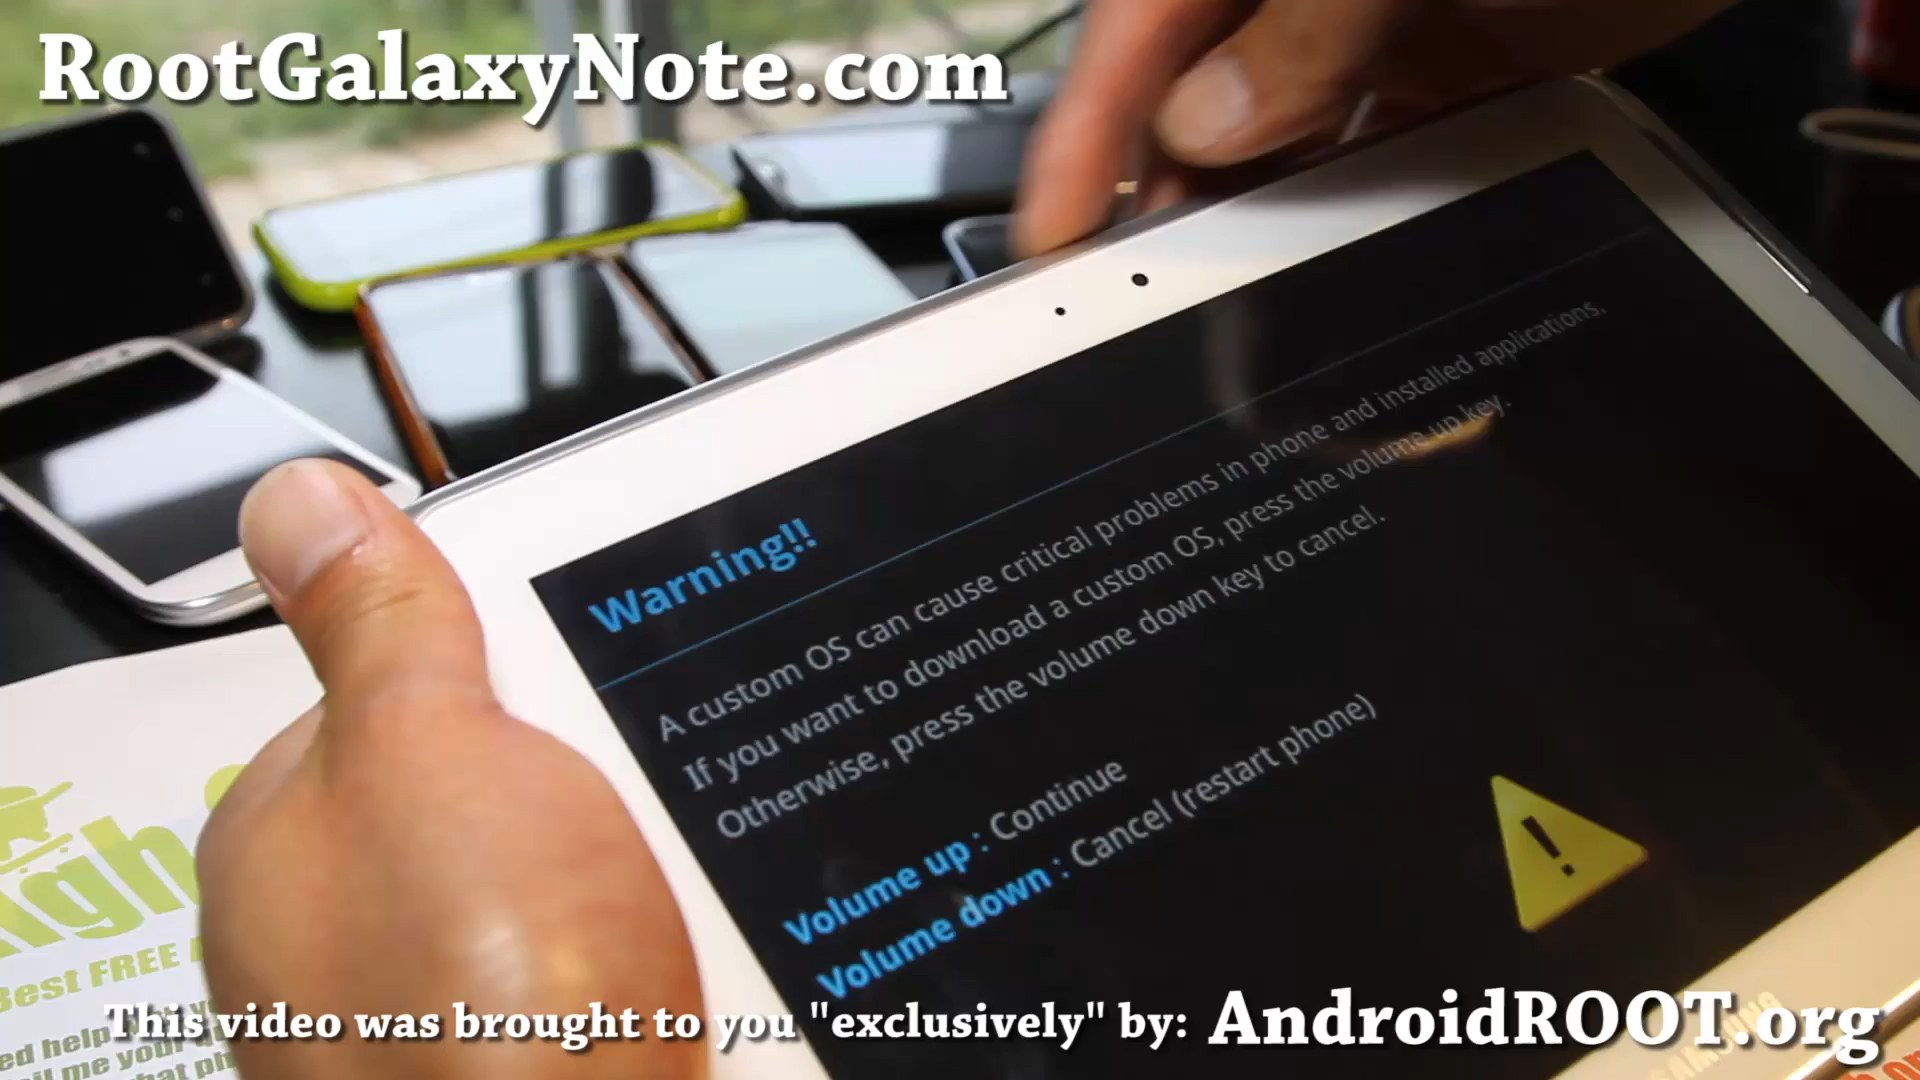 RootGalaxyNote.com
Warning!!
A custom OS can cause critical problems in phone and installed applications.
If you want to download a custom OS, press the volume up key.
Otherwise, press the volume down key to cancel.
Volume up : Continue
Volume down : Cancel (restart phone)
Best FREE
This video was brought to you "exclusively" by: AndroidROOT.org